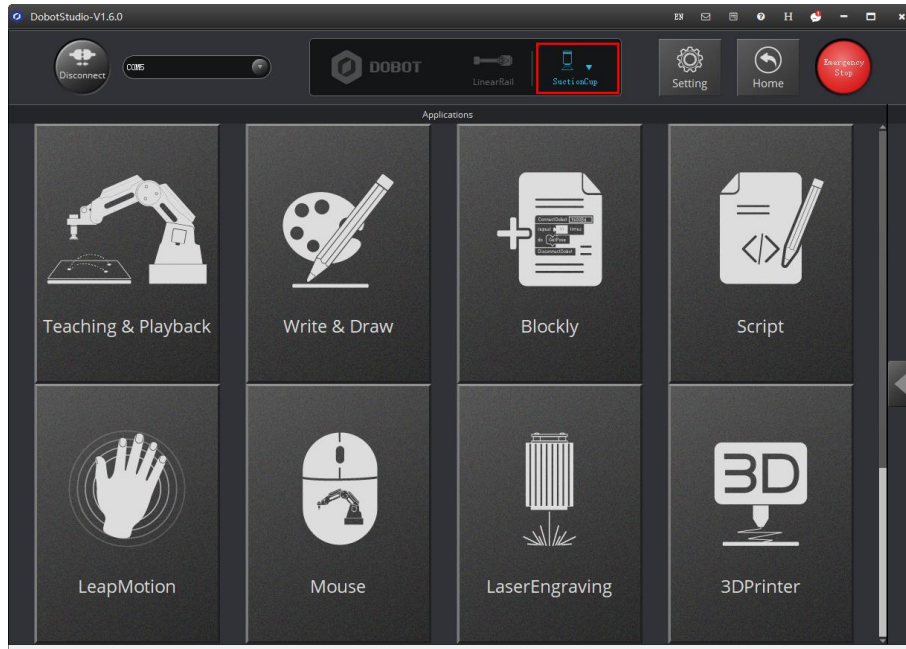 DobotStudio-V1.6.0
EN
H
Disconnect
COM5
DOBOT
LinearRail
SuctionCup
Setting
Home
Emergency
Stop
Applications
Teaching & Playback
Write & Draw
Blockly
Script
LeapMotion
Mouse
3D
LaserEngraving
3DPrinter